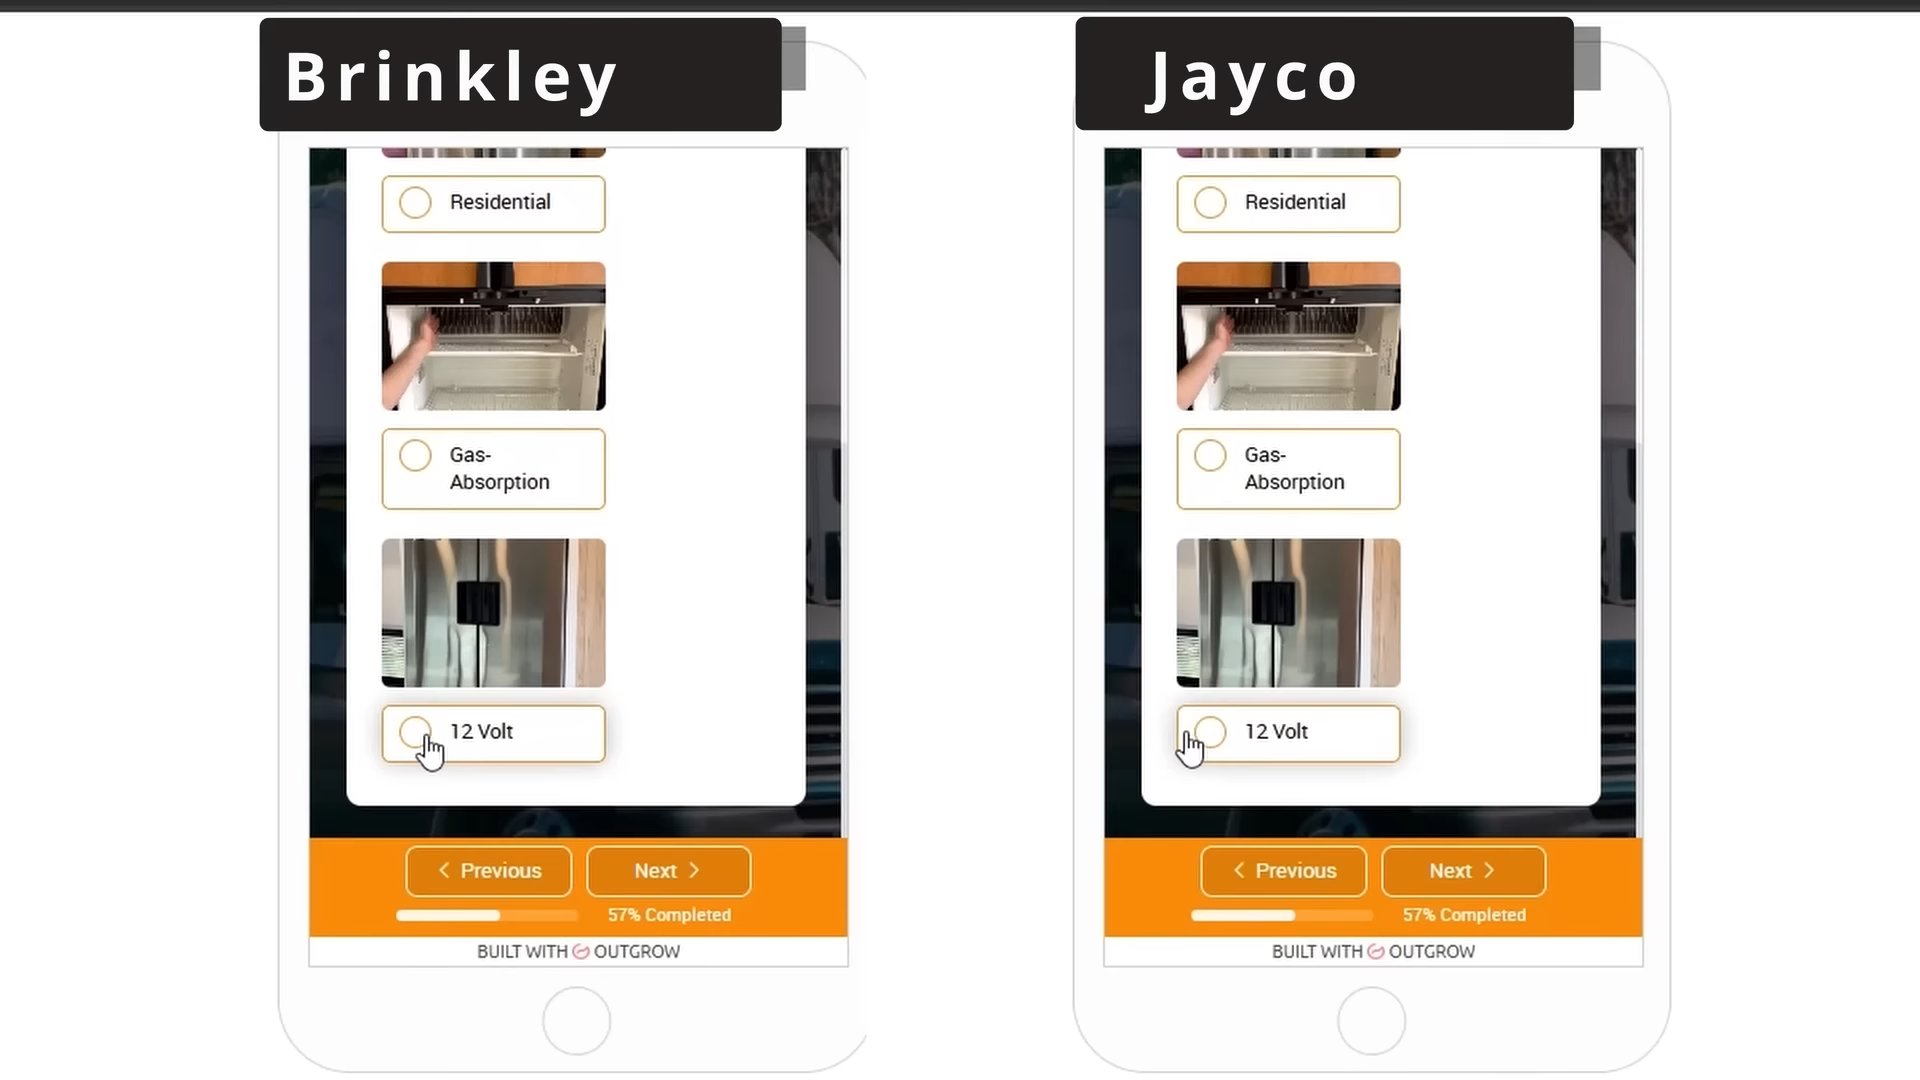 Brinkley
Residential
Gas-
Absorption
12 Volt
Previous
Next
57% Completed
BUILT WITH OUTGROW
Jayco
Residential
Gas-
Absorption
12 Volt
Previous
Next
57% Completed
BUILT WITH OUTGROW